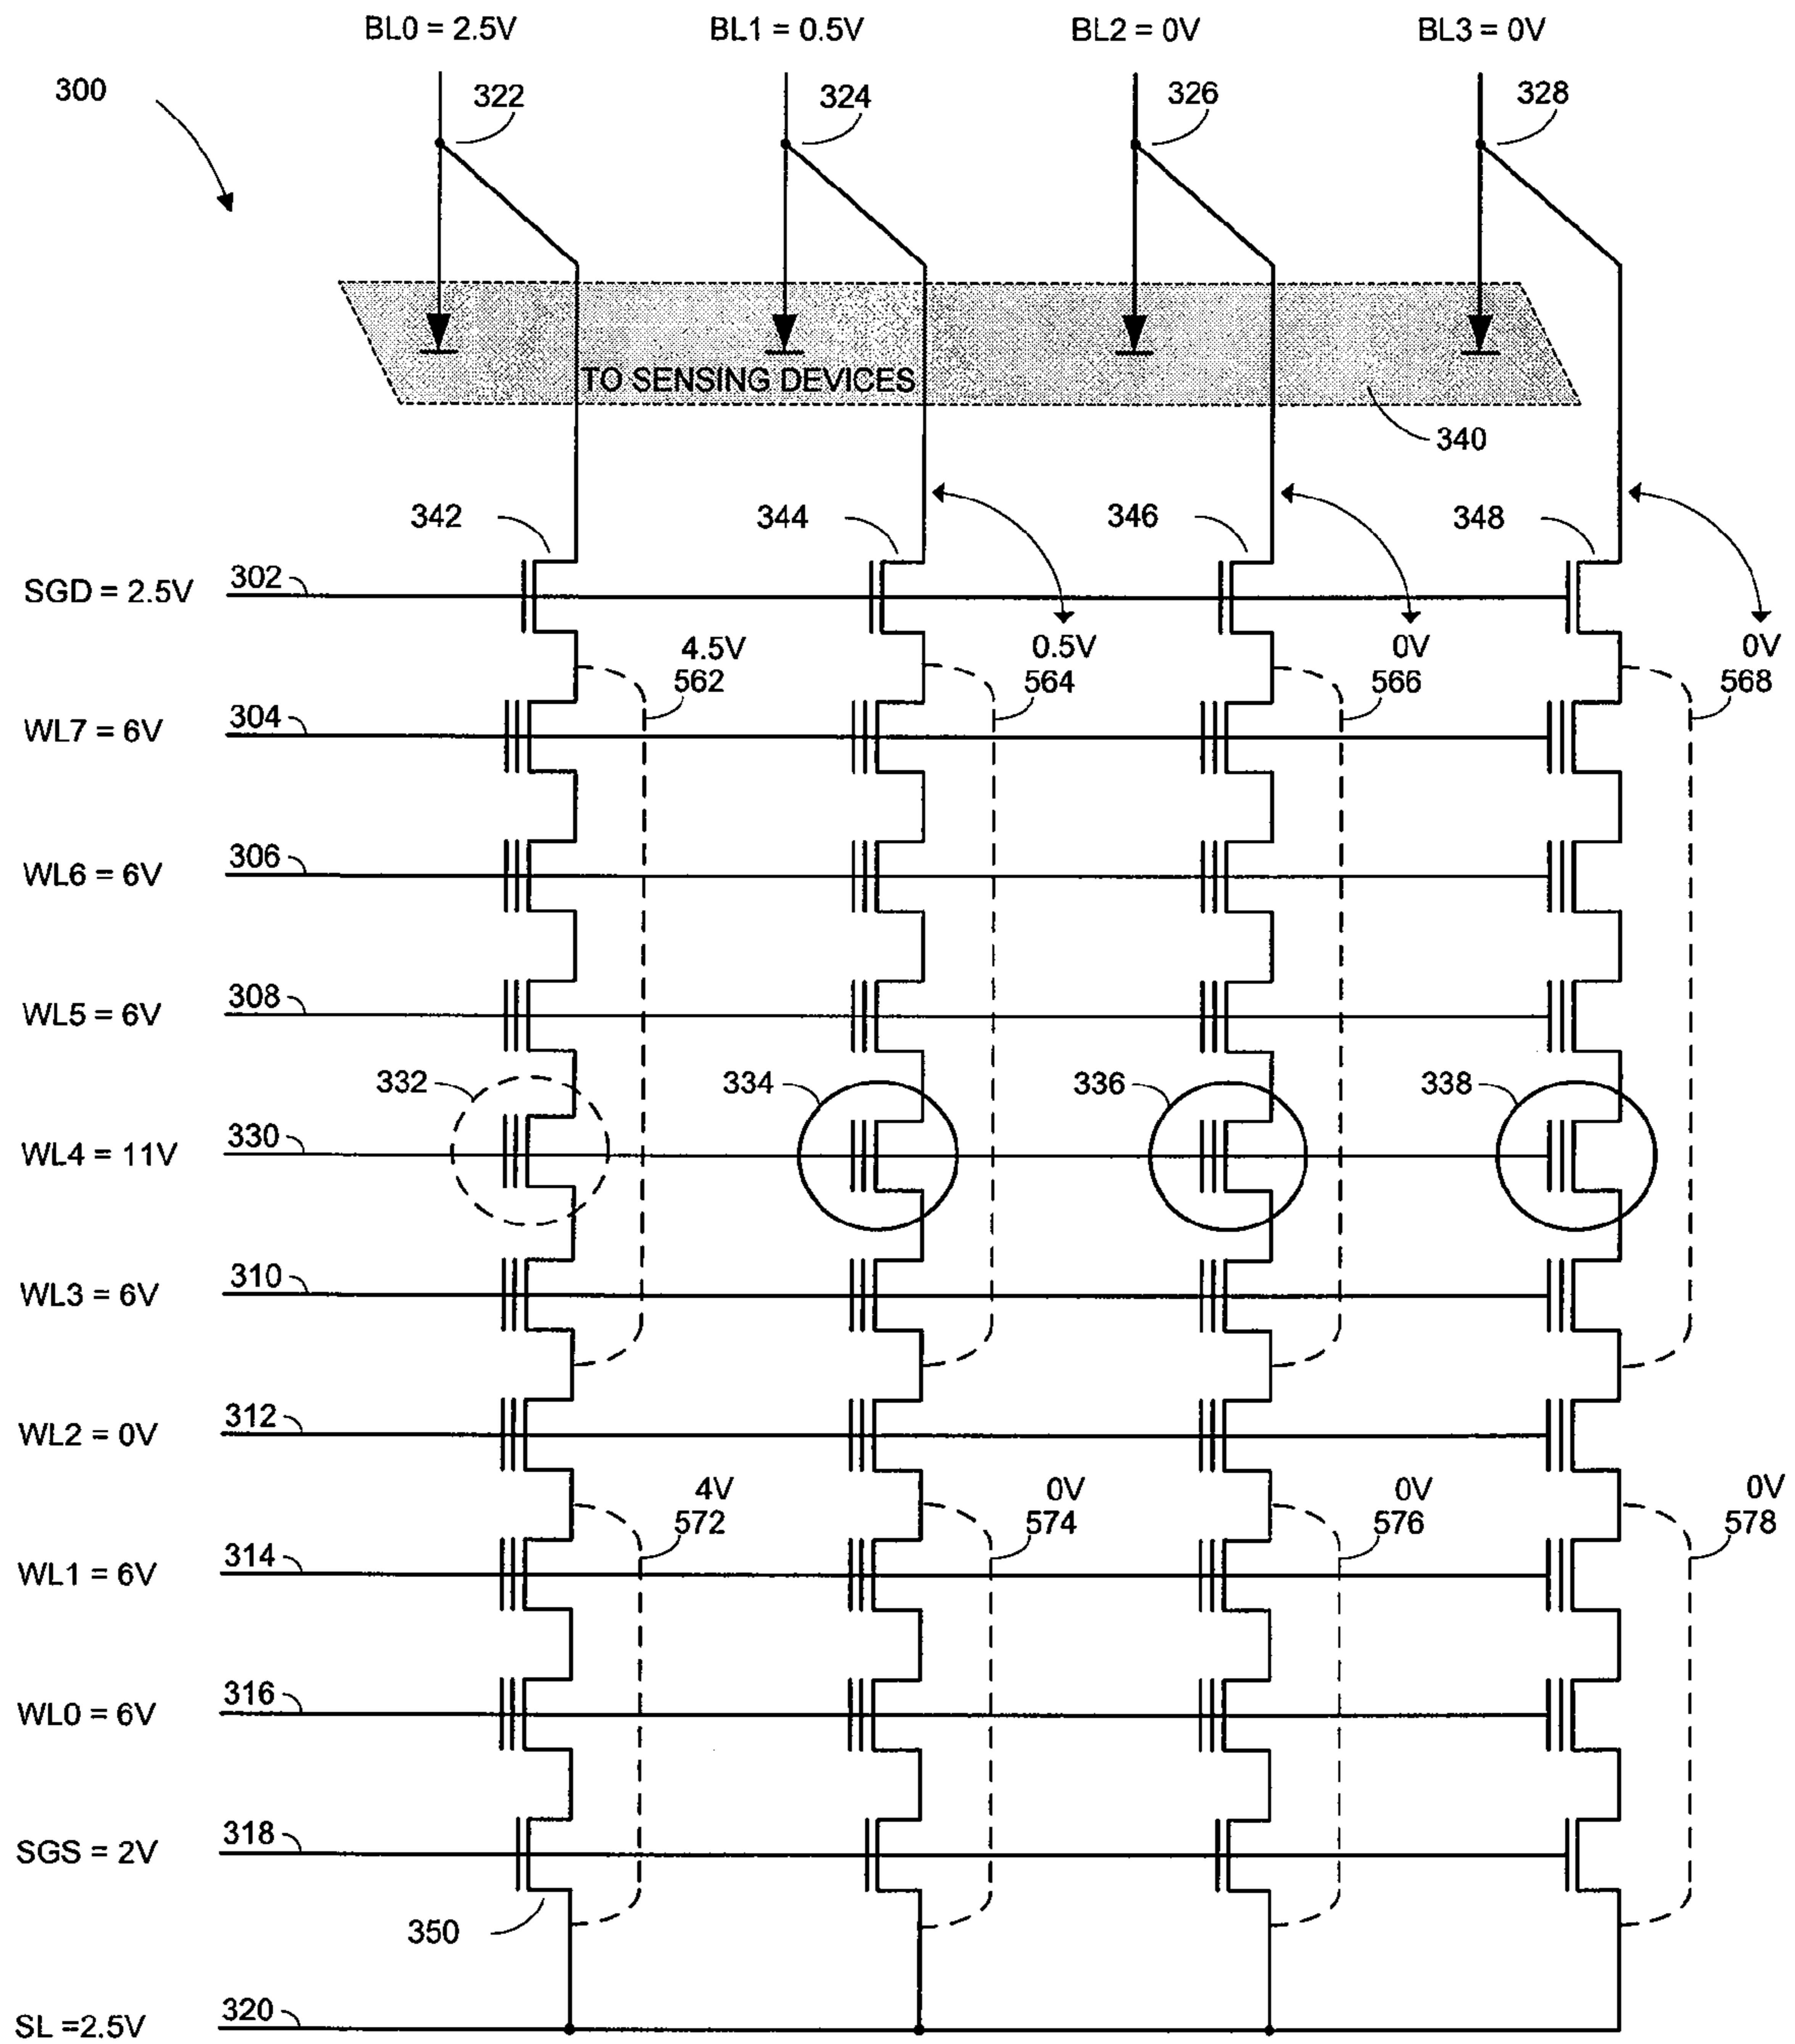 BL0 = 2.5V BL1 = 0.5V BL2 = 0V BL3 = 0V
300 322 324 326 328
TO SENSING DEVICES
340
342 344 346 348
SGD = 2.5V 302
4.5V 0.5V 0V 0V
562 564 566 568
WL7 = 6V 304
WL6 = 6V 306
WL5 = 6V 308
332 334 336 338
WL4 = 11V 330
WL3 = 6V 310
WL2 = 0V 312
4V 0V 0V 0V
572 574 576 578
WL1 = 6V 314
WL0 = 6V 316
SGS = 2V 318
350
SL =2.5V 320